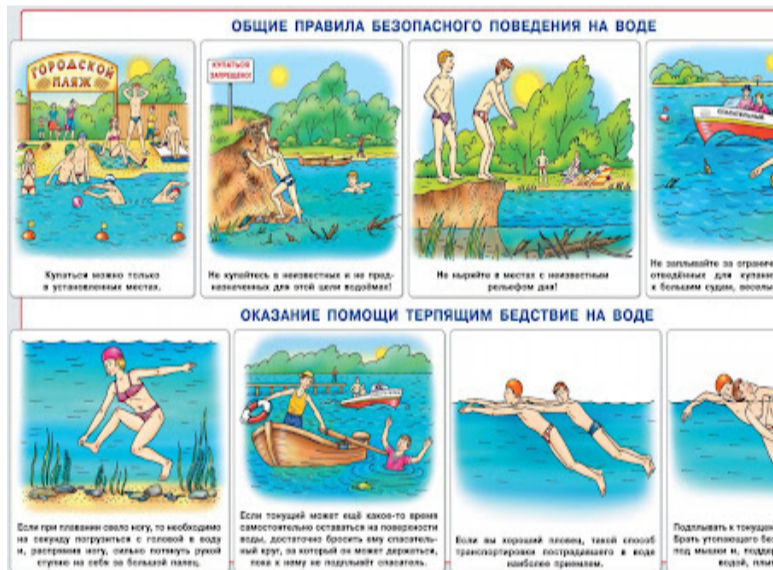 ОБЩИЕ ПРАВИЛА БЕЗОПАСНОГО ПОВЕДЕНИЯ НА ВОДЕ
ГОРОДСКОЙ
ПЛЯЖ
КУПАТЬСЯ
ЗАПРЕЩЕНО!
СПАСАТЕЛЬНЫЙ
Купаться можно только
в установленных местах.
Не купайтесь в неизвестных и не пред-
назначенных для этой цели водоёмах!
Не ныряйте в местах с неизвестным
рельефом дна!
Не заплывайте за огранич
отведённых для купани
к большим судам, весель
ОКАЗАНИЕ ПОМОЩИ ТЕРПЯЩИМ БЕДСТВИЕ НА ВОДЕ
Если при плавании свело ногу, то необходимо
на секунду погрузиться с головой в воду
и, распрямив ногу, сильно потянуть рукой
ступню на себя за большой палец.
Если тонущий может ещё какое-то время
самостоятельно оставаться на поверхности
воды, достаточно бросить ему спасатель-
ный круг, за который он может держаться,
пока к нему не подплывёт спасатель.
Если вы хороший пловец, такой способ
транспортировки пострадавшего в воде
наиболее приемлем.
Подплывать к тонущем
Брать утопающего без
под мышки и, поддер
водой, плы